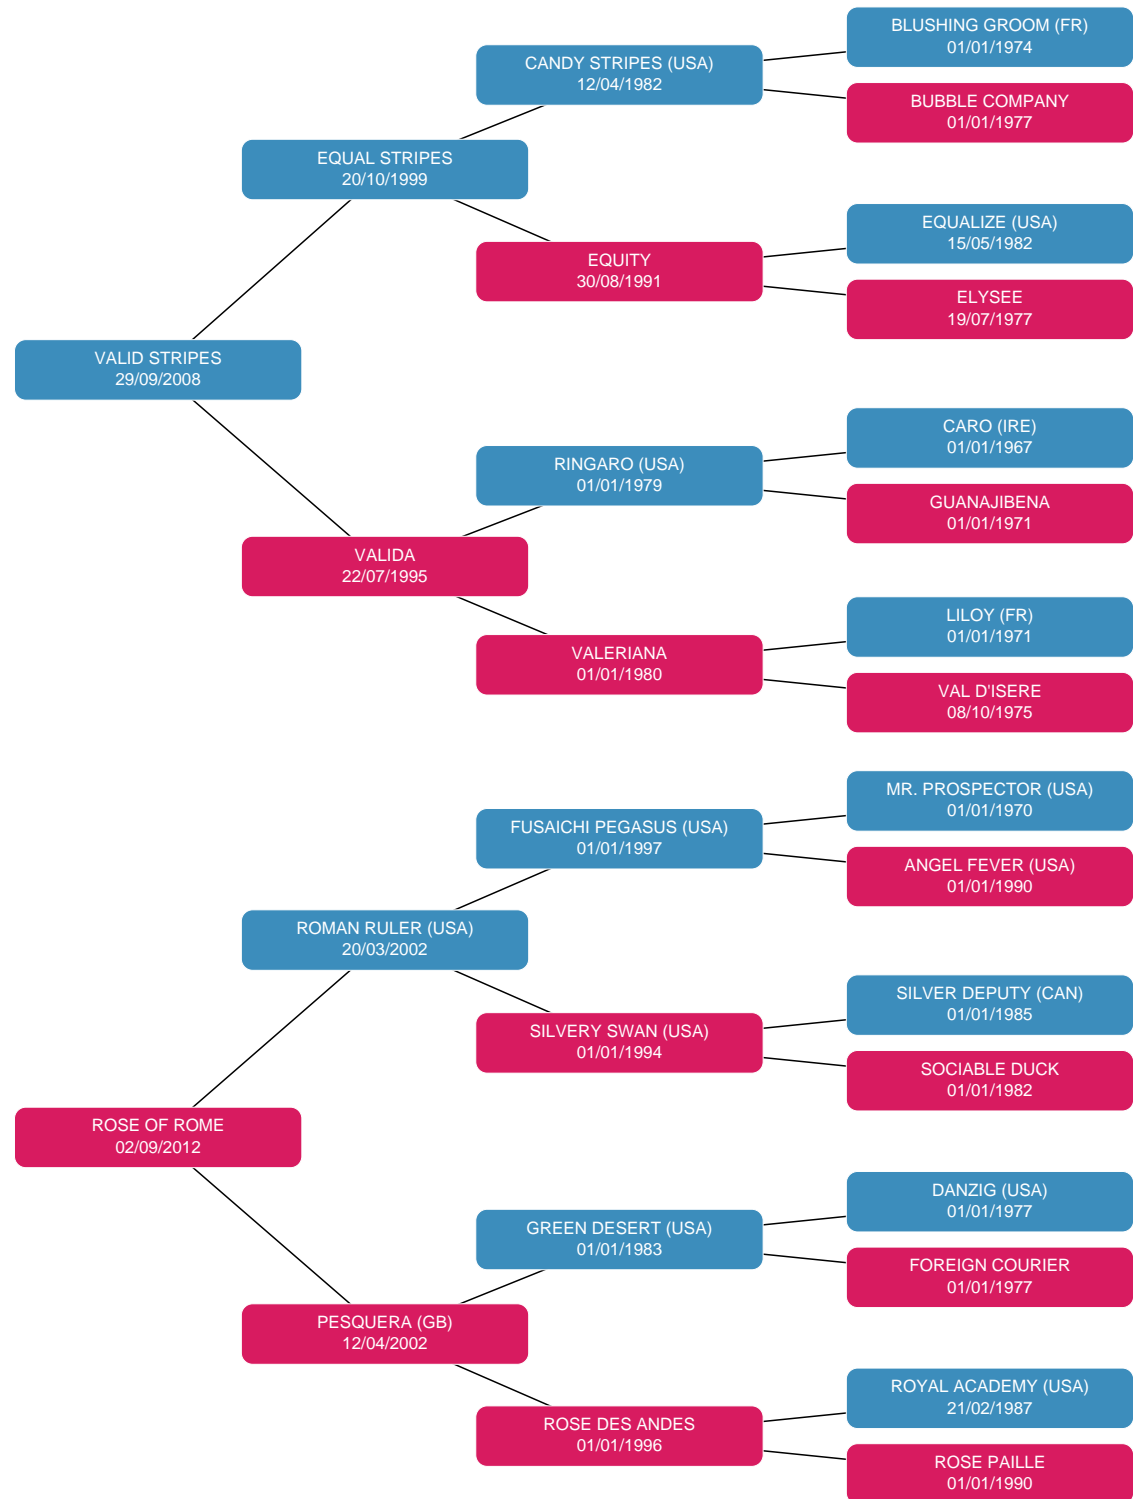 BLUSHING GROOM (FR)
01/01/1974
CANDY STRIPES (USA)
12/04/1982
BUBBLE COMPANY
01/01/1977
EQUAL STRIPES
20/10/1999
EQUALIZE (USA)
15/05/1982
EQUITY
30/08/1991
ELYSEE
19/07/1977
VALID STRIPES
29/09/2008
CARO (IRE)
01/01/1967
RINGARO (USA)
01/01/1979
GUANAJIBENA
01/01/1971
VALIDA
22/07/1995
LILOY (FR)
01/01/1971
VALERIANA
01/01/1980
VAL D'ISERE
08/10/1975
MR. PROSPECTOR (USA)
01/01/1970
FUSAICHI PEGASUS (USA)
01/01/1997
ANGEL FEVER (USA)
01/01/1990
ROMAN RULER (USA)
20/03/2002
SILVER DEPUTY (CAN)
01/01/1985
SILVERY SWAN (USA)
01/01/1994
SOCIABLE DUCK
01/01/1982
ROSE OF ROME
02/09/2012
DANZIG (USA)
01/01/1977
GREEN DESERT (USA)
01/01/1983
FOREIGN COURIER
01/01/1977
PESQUERA (GB)
12/04/2002
ROYAL ACADEMY (USA)
21/02/1987
ROSE DES ANDES
01/01/1996
ROSE PAILLE
01/01/1990